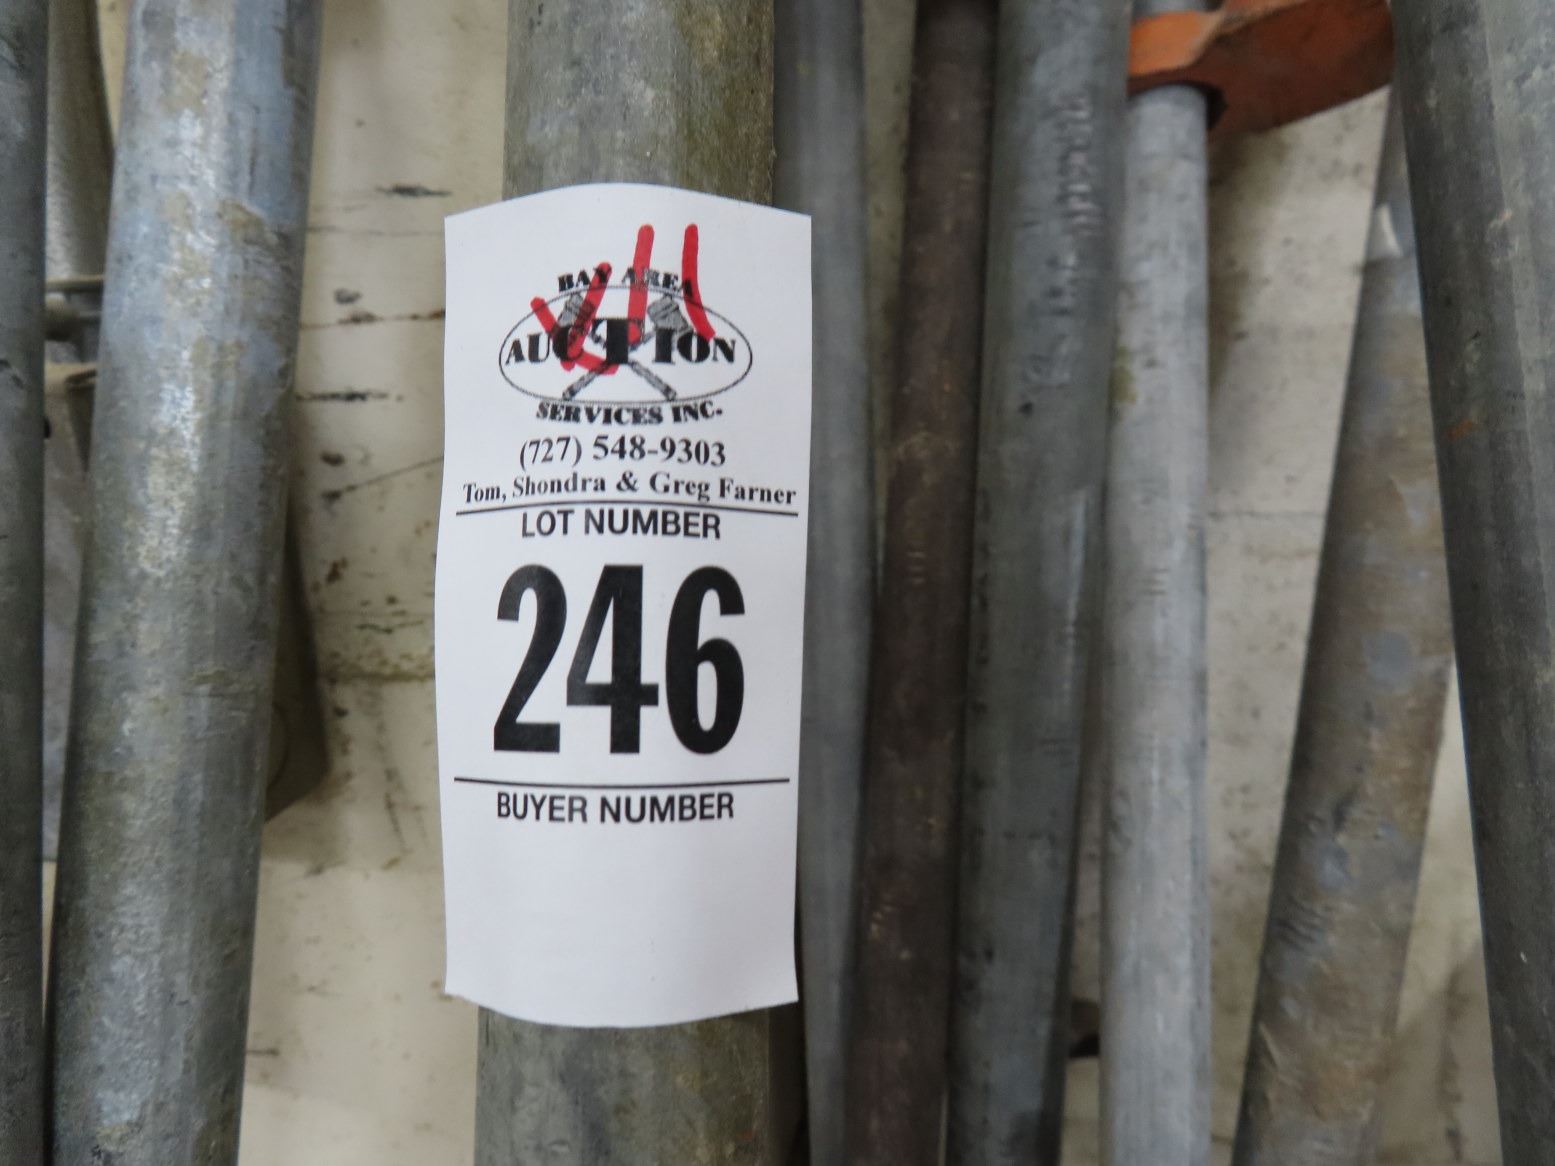 BAY AREA
AUCTION
SERVICES INC.
(727) 548-9303
Tom, Shondra & Greg Farner
LOT NUMBER
246
BUYER NUMBER